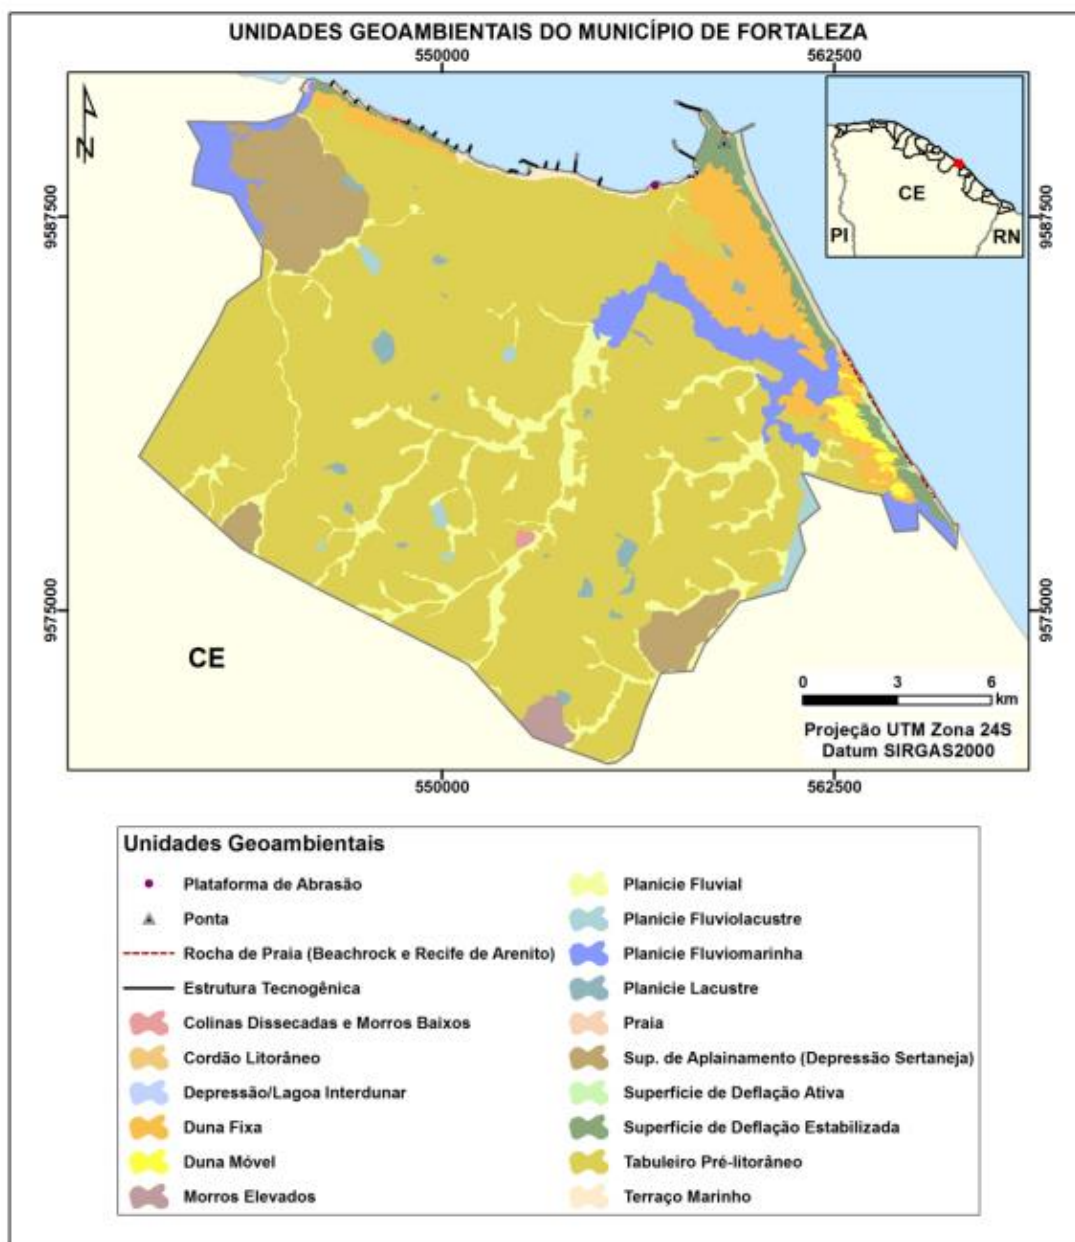 UNIDADES GEOAMBIENTAIS DO MUNICÍPIO DE FORTALEZA
550000 562500
N
9587500 9587500
CE
PI
RN
9575000 9575000
CE
0 3 6
km
Projeção UTM Zona 24S
Datum SIRGAS2000
550000 562500
Unidades Geoambientais
Plataforma de Abrasão
Ponta
Rocha de Praia (Beachrock e Recife de Arenito)
Estrutura Tecnogênica
Colinas Dissecadas e Morros Baixos
Cordão Litorâneo
Depressão/Lagoa Interdunar
Duna Fixa
Duna Móvel
Morros Elevados
Planície Fluvial
Planície Fluviolacustre
Planície Fluviomarinha
Planície Lacustre
Praia
Sup. de Aplainamento (Depressão Sertaneja)
Superfície de Deflação Ativa
Superfície de Deflação Estabilizada
Tabuleiro Pré-litorâneo
Terraço Marinho